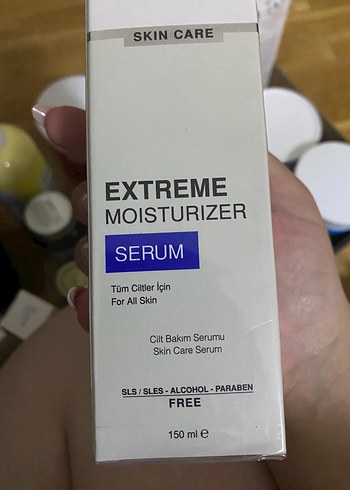 SKIN CARE
EXTREME
MOISTURIZER
SERUM
Tüm Ciltler İçin
For All Skin
Cilt Bakım Serumu
Skin Care Serum
SLS / SLES - ALCOHOL - PARABEN
FREE
150 ml ℮